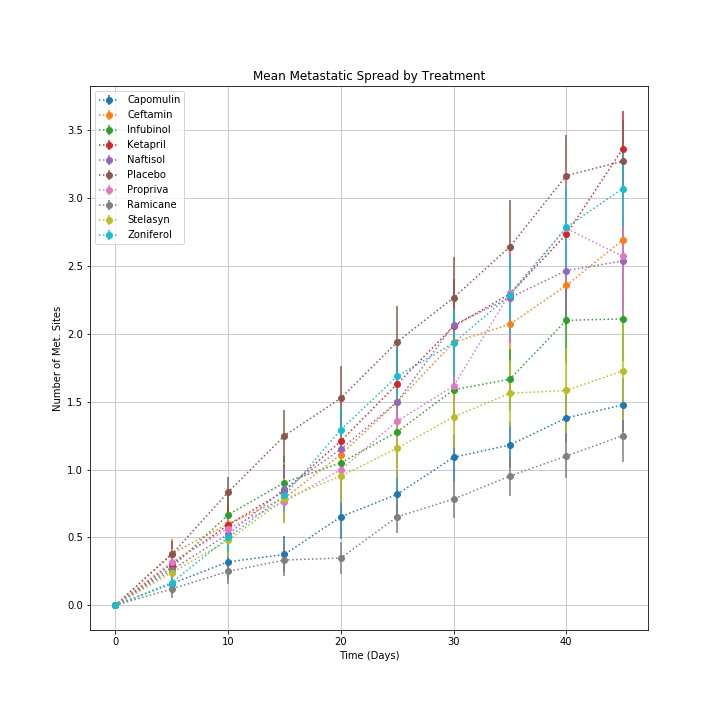 Mean Metastatic Spread by Treatment
Capomulin
Ceftamin
Infubinol
Ketapril
Naftisol
Placebo
Propriva
Ramicane
Stelasyn
Zoniferol
3.5
3.0
2.5
2.0
1.5
1.0
0.5
0.0
Number of Met. Sites
0
10
20
30
40
Time (Days)